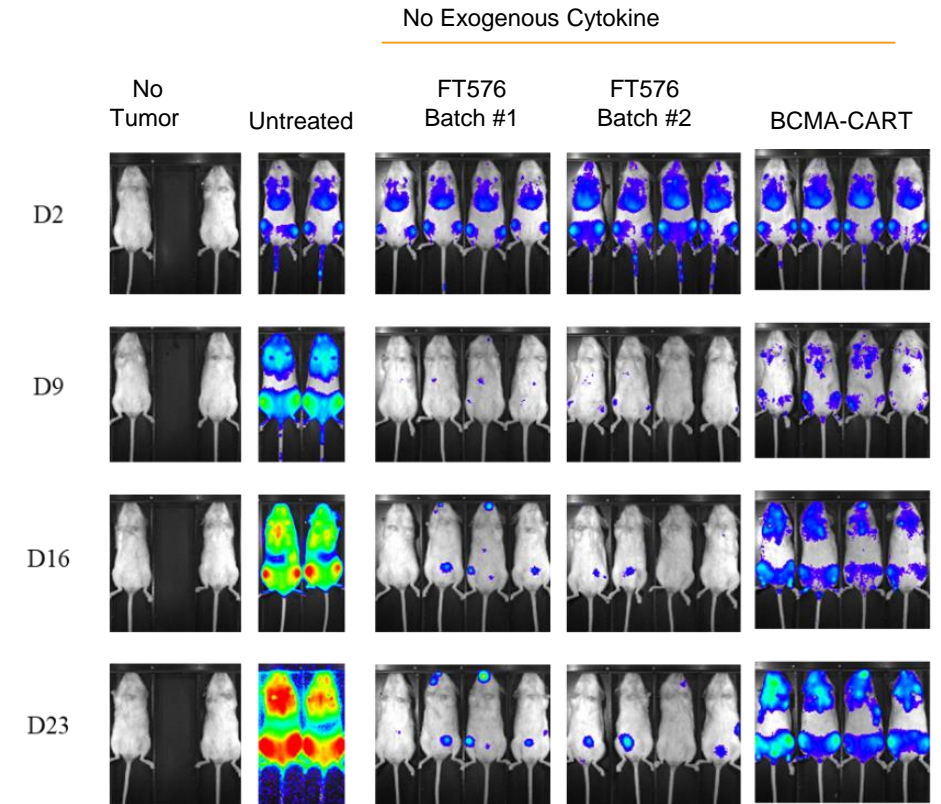 No Exogenous Cytokine
No
Tumor
Untreated
FT576
Batch #1
FT576
Batch #2
BCMA-CART
D2
D9
D16
D23